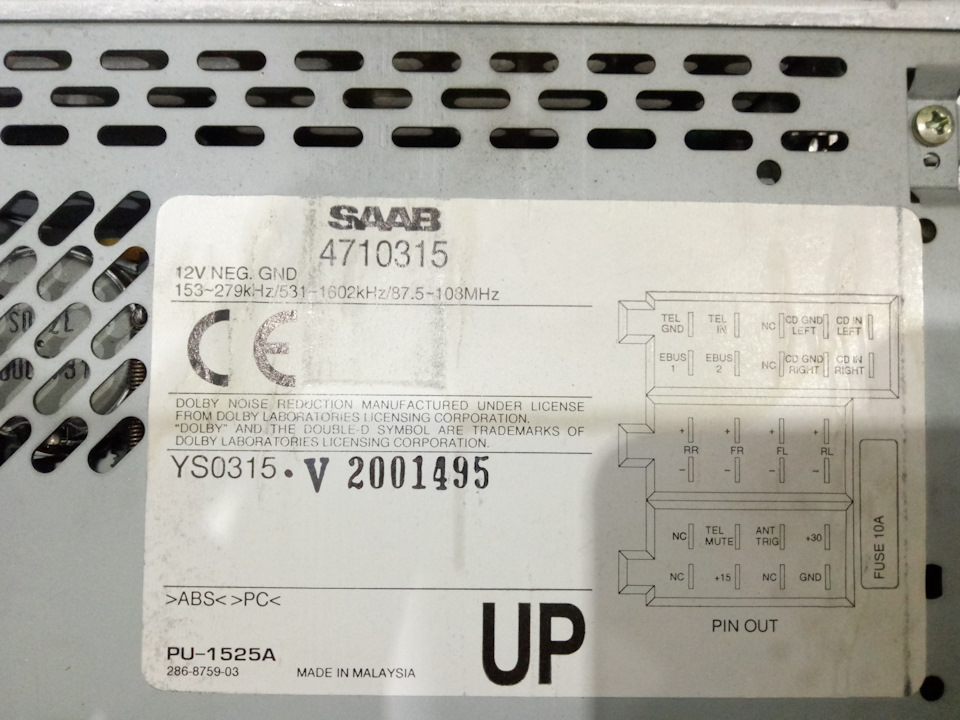 SAAB
4710315
12V NEG. GND
153~279kHz/531~1602kHz/87.5~108MHz
CE
DOLBY NOISE REDUCTION MANUFACTURED UNDER LICENSE
FROM DOLBY LABORATORIES LICENSING CORPORATION.
"DOLBY" AND THE DOUBLE-D SYMBOL ARE TRADEMARKS OF
DOLBY LABORATORIES LICENSING CORPORATION.
YS0315 • V 2001495
>ABS< >PC<
PU-1525A
286-8759-03 MADE IN MALAYSIA
UP
TEL GND TEL IN NC CD GND LEFT CD IN LEFT
EBUS 1 EBUS 2 NC CD GND RIGHT CD IN RIGHT
+ + + +
RR FR FL RL
- - - -
NC TEL MUTE ANT TRIG +30
NC +15 NC GND
FUSE 10A
PIN OUT